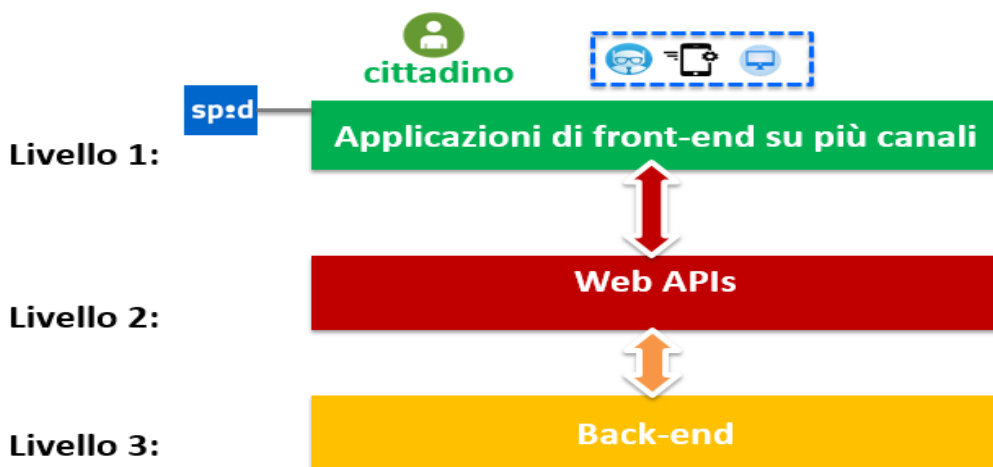 cittadino
sp:d
Applicazioni di front-end su più canali
Livello 1:
Web APIs
Livello 2:
Back-end
Livello 3: